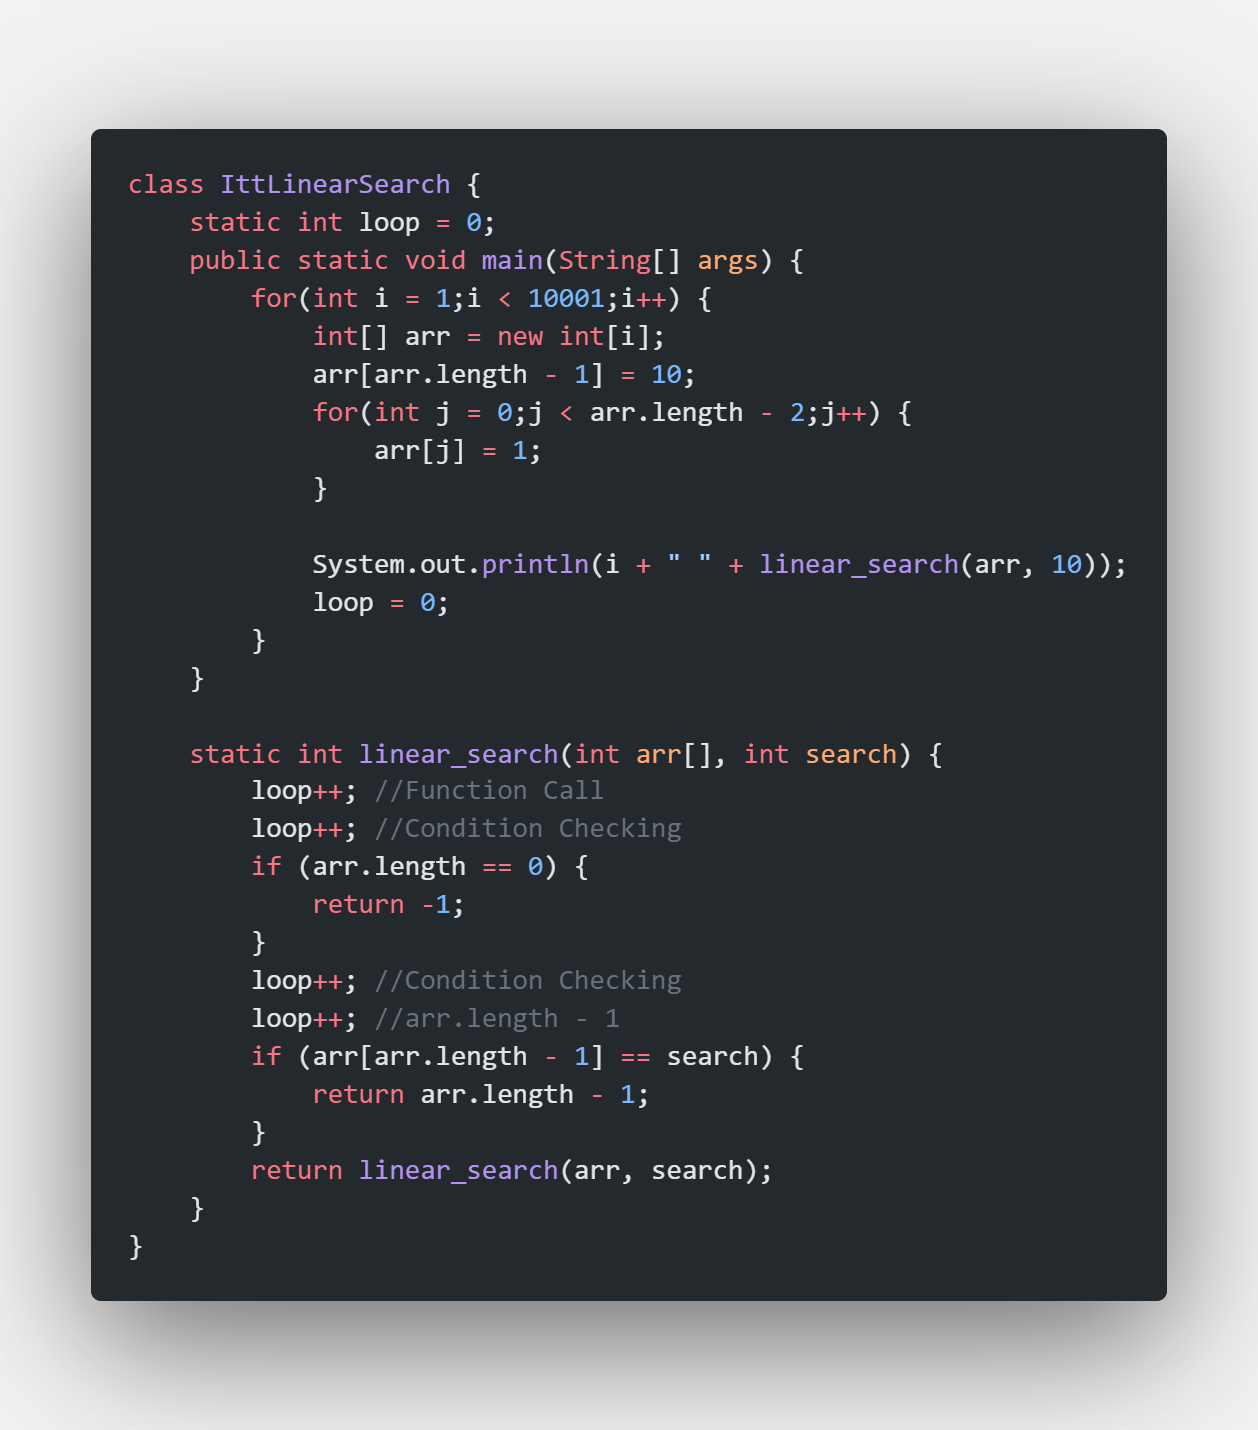 class IttLinearSearch {
    static int loop = 0;
    public static void main(String[] args) {
        for(int i = 1;i < 10001;i++) {
            int[] arr = new int[i];
            arr[arr.length - 1] = 10;
            for(int j = 0;j < arr.length - 2;j++) {
                arr[j] = 1;
            }

            System.out.println(i + " " + linear_search(arr, 10));
            loop = 0;
        }
    }

    static int linear_search(int arr[], int search) {
        loop++; //Function Call
        loop++; //Condition Checking
        if (arr.length == 0) {
            return -1;
        }
        loop++; //Condition Checking
        loop++; //arr.length - 1
        if (arr[arr.length - 1] == search) {
            return arr.length - 1;
        }
        return linear_search(arr, search);
    }
}